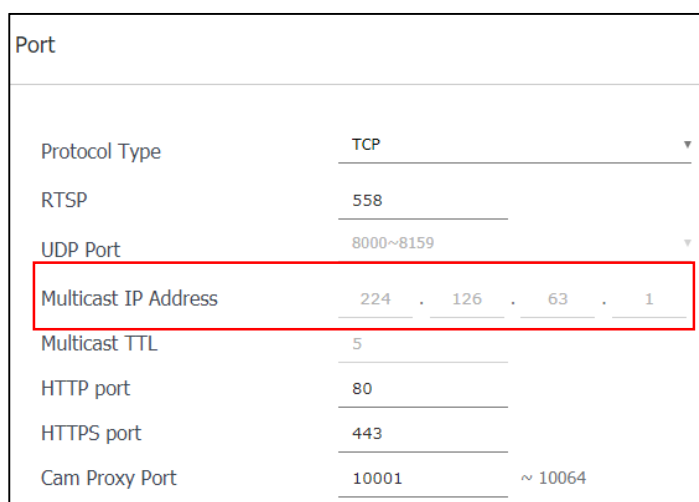 Port
Protocol Type TCP
RTSP 558
UDP Port 8000~8159
Multicast IP Address 224 . 126 . 63 . 1
Multicast TTL 5
HTTP port 80
HTTPS port 443
Cam Proxy Port 10001 ~ 10064